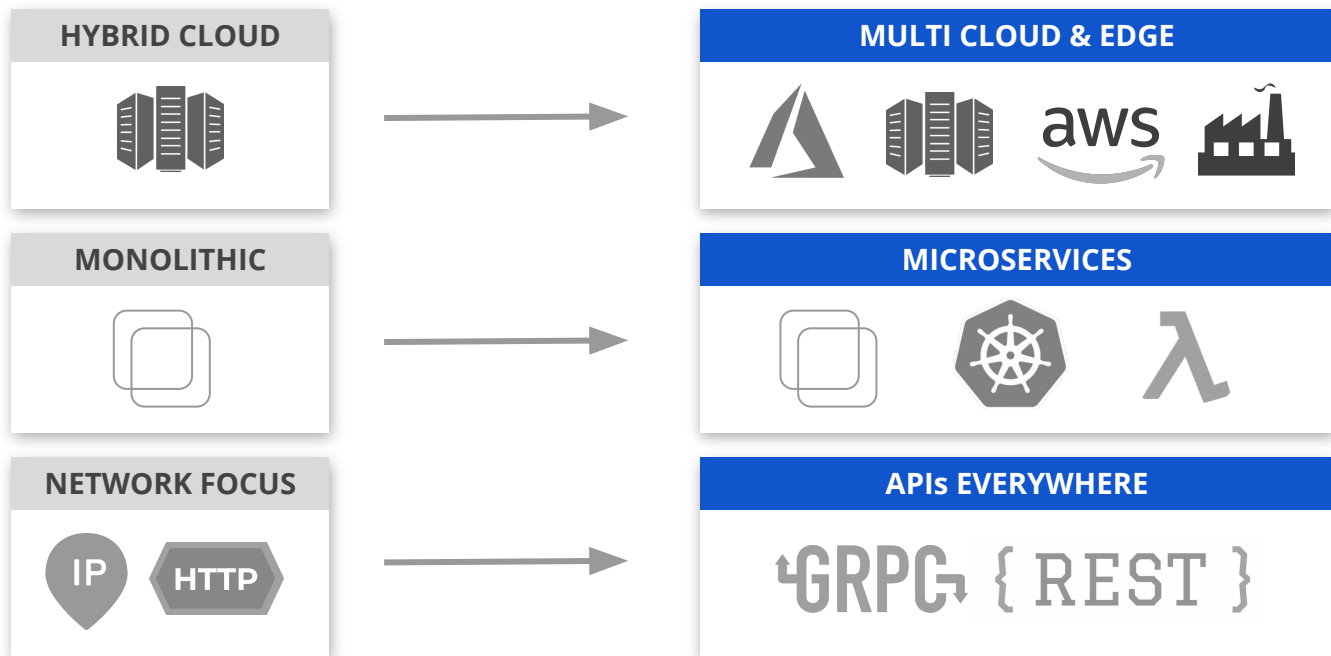 HYBRID CLOUD
MULTI CLOUD & EDGE
aws
MONOLITHIC
MICROSERVICES
λ
NETWORK FOCUS
APIs EVERYWHERE
IP
HTTP
GRPC
{ REST }